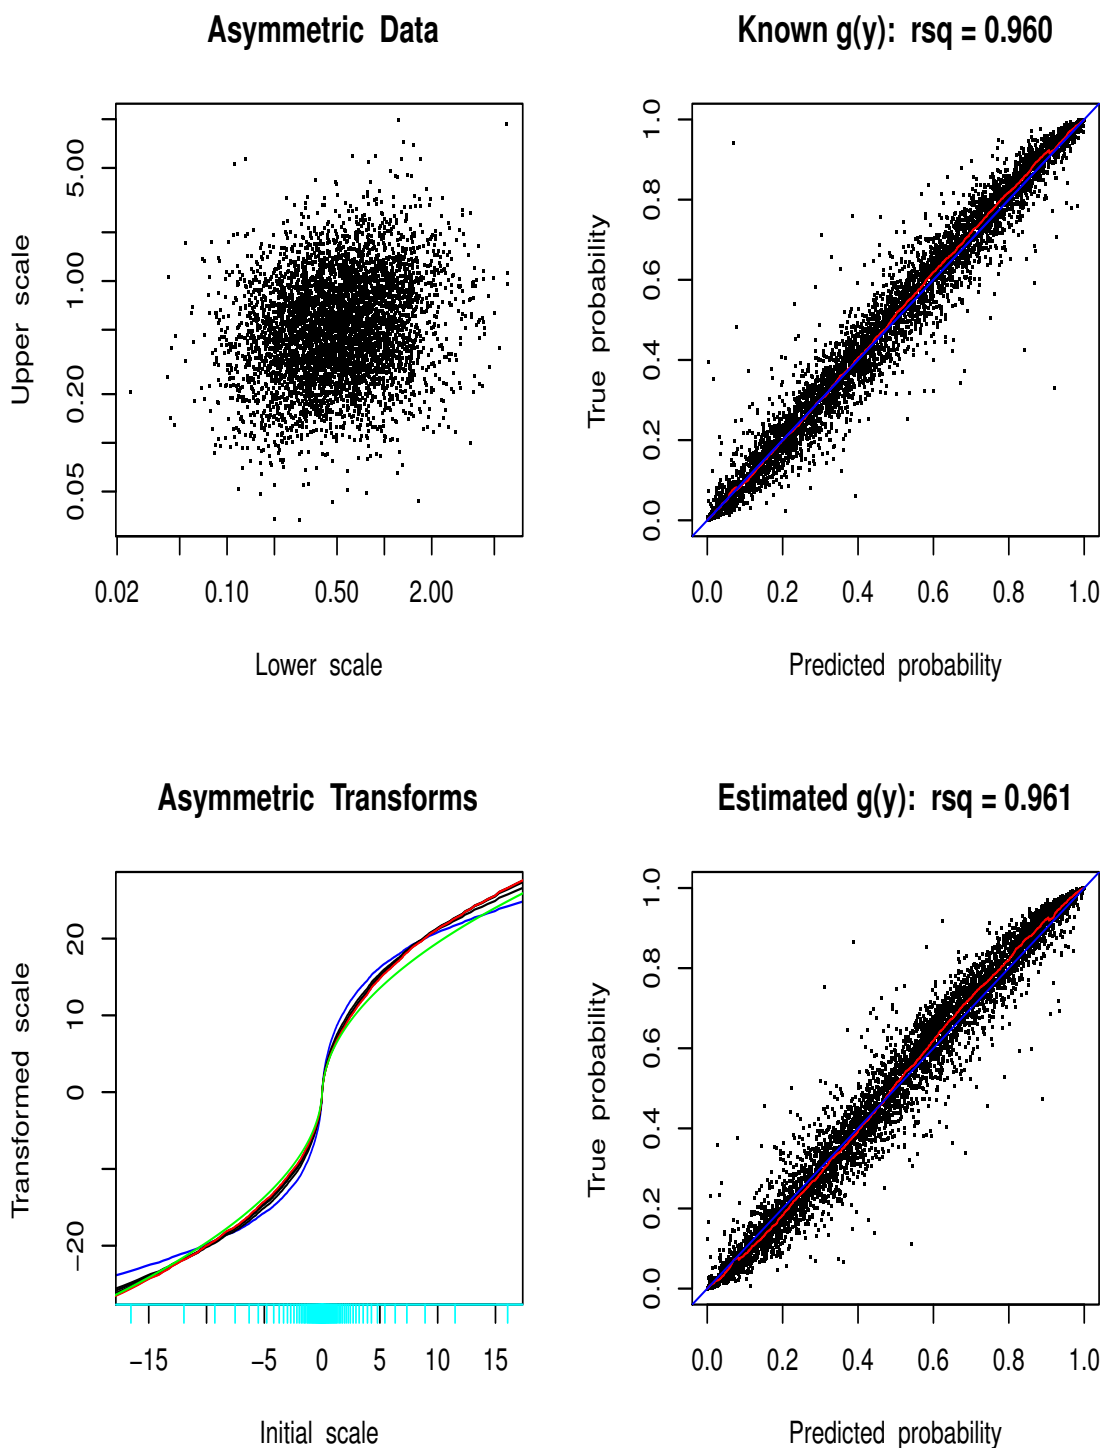 Asymmetric Data
Upper scale
5.00
1.00
0.20
0.05
0.02 0.10 0.50 2.00
Lower scale
Known g(y): rsq = 0.960
True probability
1.0
0.8
0.6
0.4
0.2
0.0
0.0 0.2 0.4 0.6 0.8 1.0
Predicted probability
Asymmetric Transforms
Transformed scale
20
10
0
−20
−15 −5 0 5 10 15
Initial scale
Estimated g(y): rsq = 0.961
True probability
1.0
0.8
0.6
0.4
0.2
0.0
0.0 0.2 0.4 0.6 0.8 1.0
Predicted probability